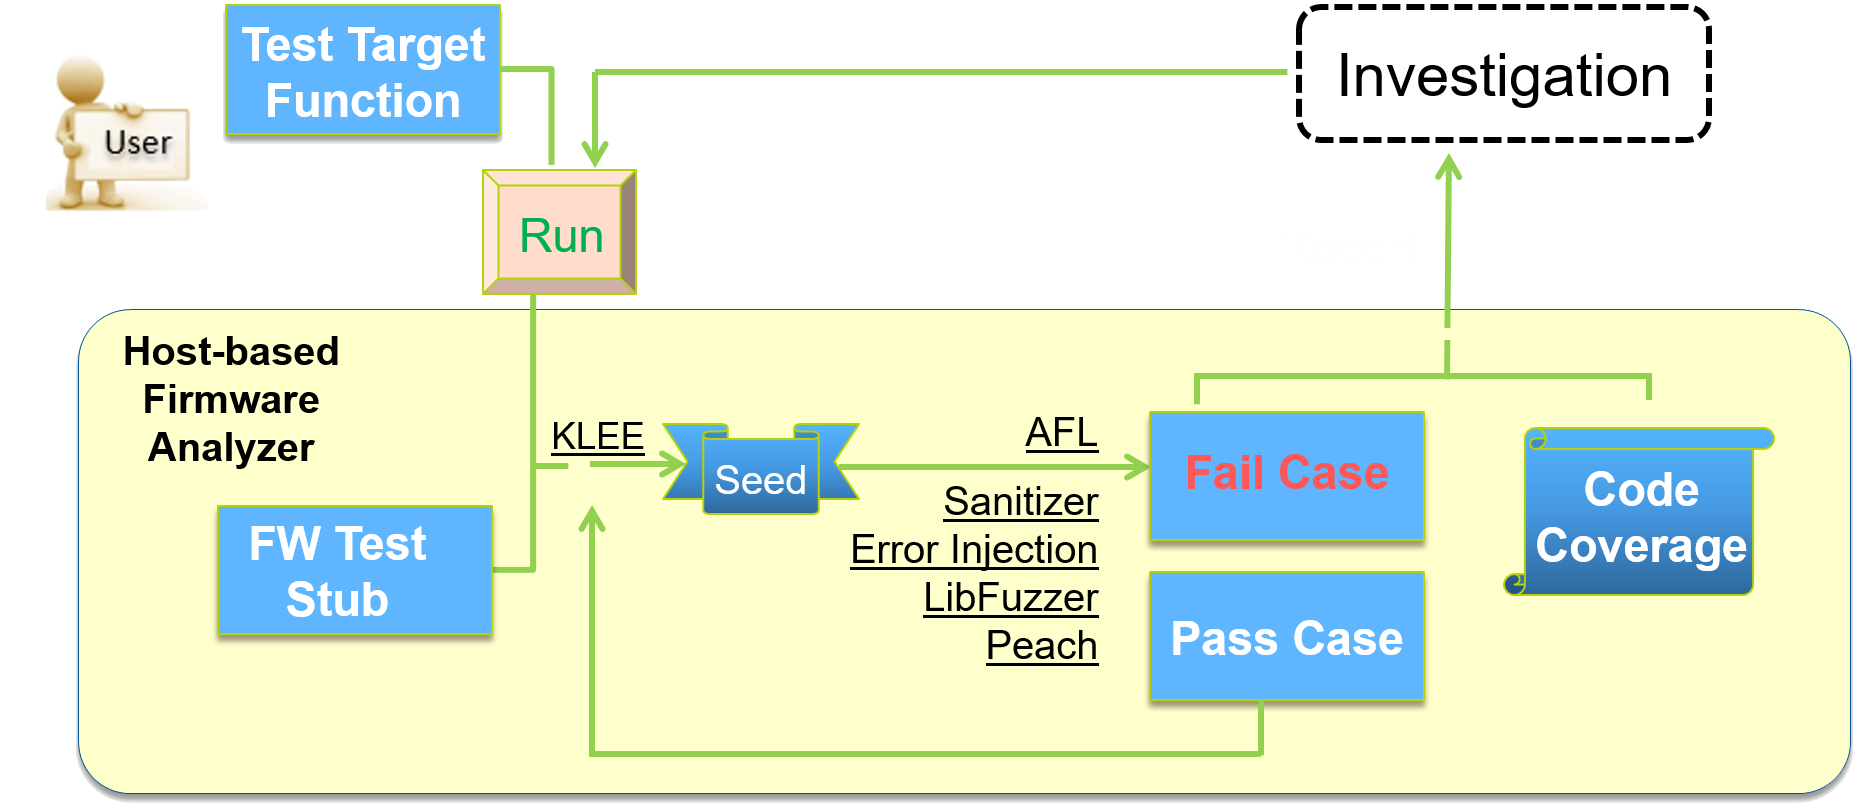 Test Target
Function
Investigation
User
Run
Host-based
Firmware
Analyzer
KLEE
Seed
AFL
Sanitizer
Error Injection
LibFuzzer
Peach
Fail Case
Code
Coverage
FW Test
Stub
Pass Case